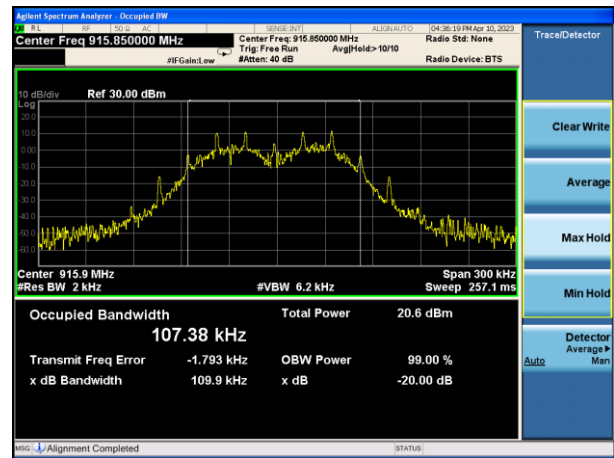 Agilent Spectrum Analyzer - Occupied BW
RL RF 50 Ω AC SENSE:INT ALIGNAUTO 04:36:19 PM Apr 10, 2023
Center Freq 915.850000 MHz
Center Freq: 915.850000 MHz
Radio Std: None
Trig: Free Run Avg|Hold:> 10/10
#IFGain:Low #Atten: 40 dB Radio Device: BTS
Trace/Detector
10 dB/div Ref 30.00 dBm
Log
20.0
10.0
0.00
-10.0
-20.0
-30.0
-40.0
-50.0
-60.0
Center 915.9 MHz Span 300 kHz
#Res BW 2 kHz #VBW 6.2 kHz Sweep 257.1 ms
Occupied Bandwidth Total Power 20.6 dBm
107.38 kHz
Transmit Freq Error -1.793 kHz OBW Power 99.00 %
x dB Bandwidth 109.9 kHz x dB -20.00 dB
Clear Write
Average
Max Hold
Min Hold
Detector
Average▶
Auto Man
MSG Alignment Completed STATUS